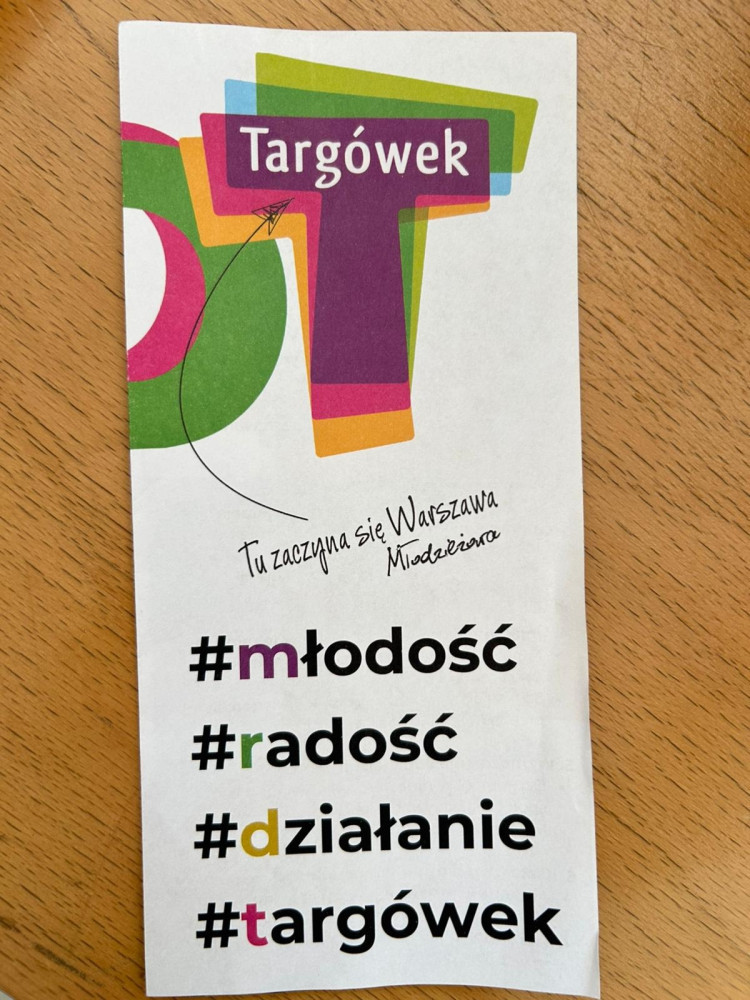 Targówek
Tu zaczyna się Warszawa
Młodzieżowa
#młodość
#radość
#działanie
#targówek